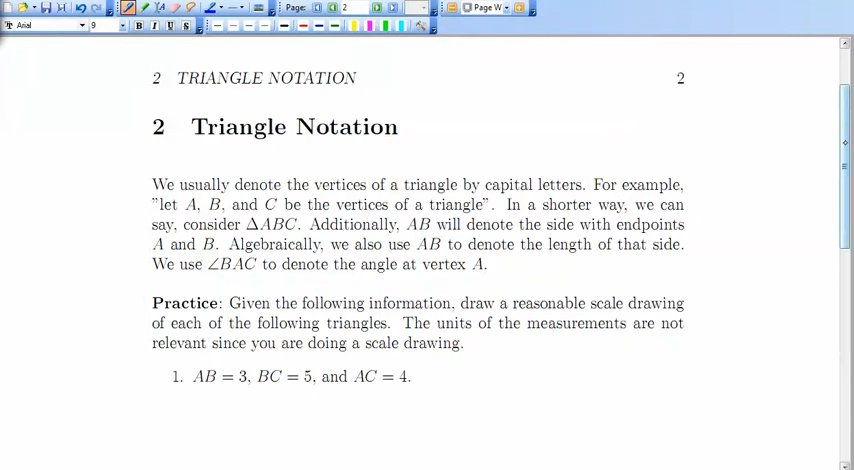 Page: 2 Page W
Arial 9 B I U S
2 TRIANGLE NOTATION 2
2 Triangle Notation
We usually denote the vertices of a triangle by capital letters. For example,
"let A, B, and C be the vertices of a triangle". In a shorter way, we can
say, consider ΔABC. Additionally, AB will denote the side with endpoints
A and B. Algebraically, we also use AB to denote the length of that side.
We use ∠BAC to denote the angle at vertex A.
Practice: Given the following information, draw a reasonable scale drawing
of each of the following triangles. The units of the measurements are not
relevant since you are doing a scale drawing.
1. AB = 3, BC = 5, and AC = 4.